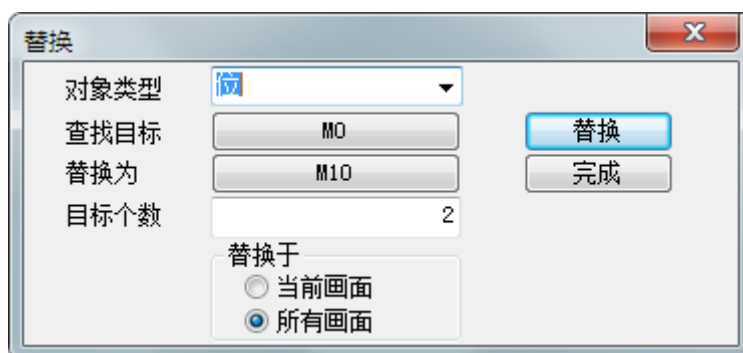 替换
对象类型 位
查找目标 M0 替换
替换为 M10 完成
目标个数 2
替换于
当前画面
所有画面